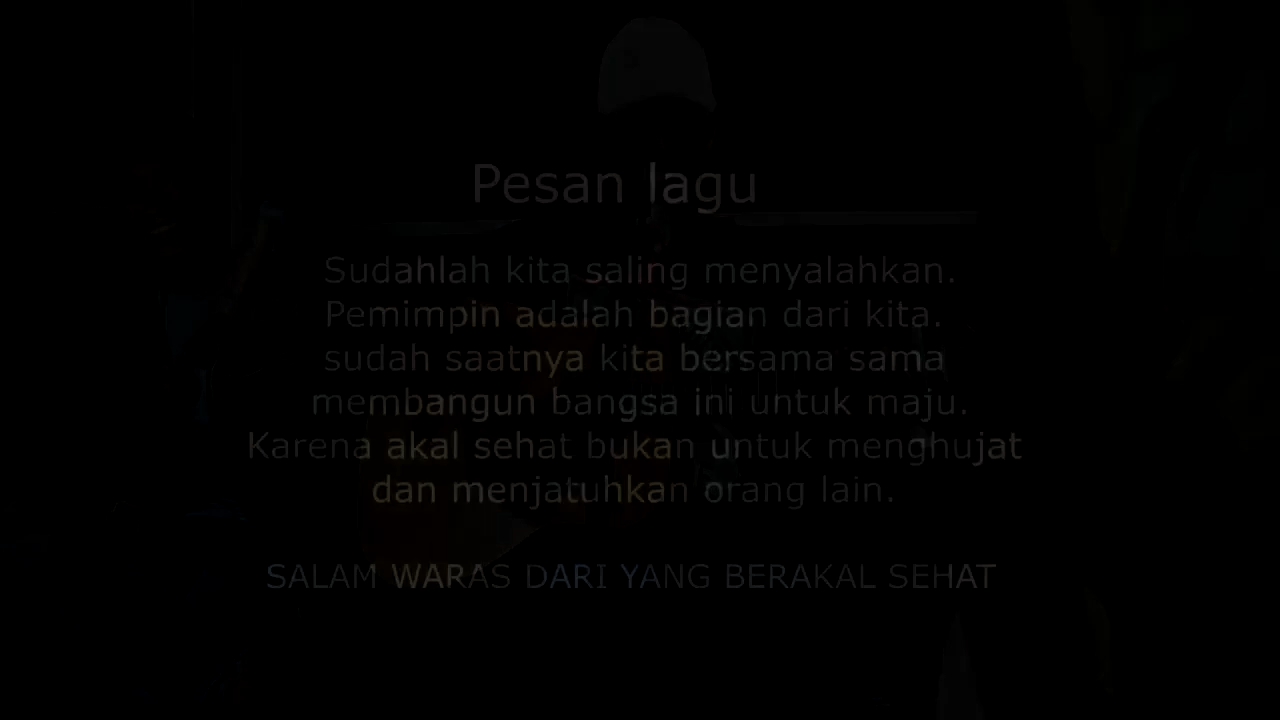 Pesan lagu
Sudahlah kita saling menyalahkan.
Pemimpin adalah bagian dari kita.
sudah saatnya kita bersama sama
membangun bangsa ini untuk maju.
Karena akal sehat bukan untuk menghujat
dan menjatuhkan orang lain.
SALAM WARAS DARI YANG BERAKAL SEHAT